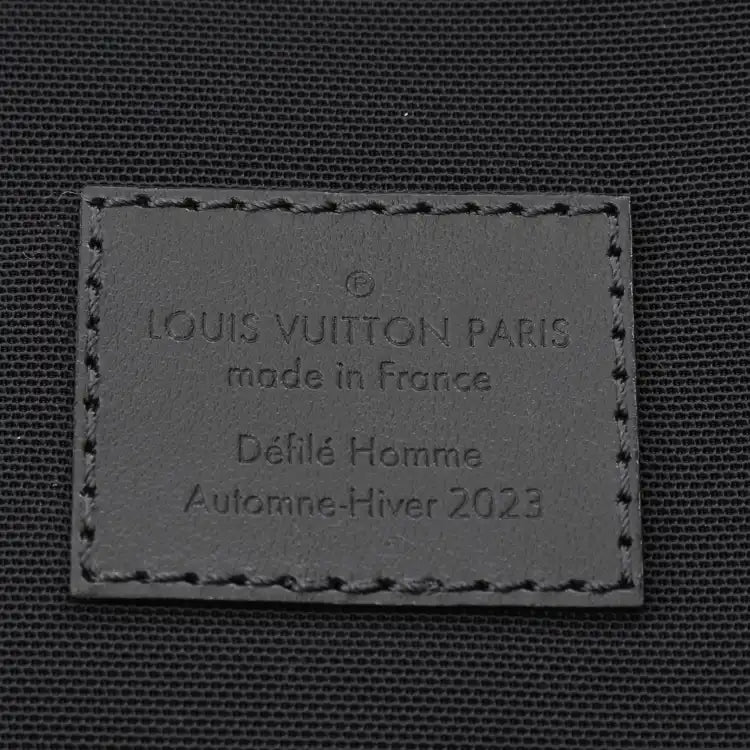 Ⓟ
LOUIS VUITTON PARIS
made in France
Défilé Homme
Automne-Hiver 2023